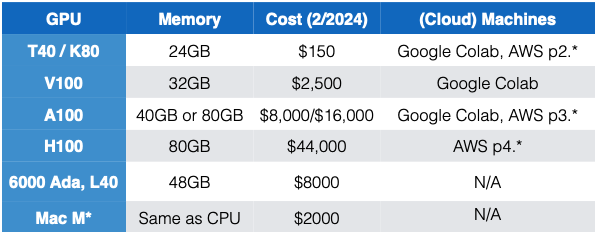 GPU Memory Cost (2/2024) (Cloud) Machines
T40 / K80 24GB $150 Google Colab, AWS p2.*
V100 32GB $2,500 Google Colab
A100 40GB or 80GB $8,000/$16,000 Google Colab, AWS p3.*
H100 80GB $44,000 AWS p4.*
6000 Ada, L40 48GB $8000 N/A
Mac M* Same as CPU $2000 N/A